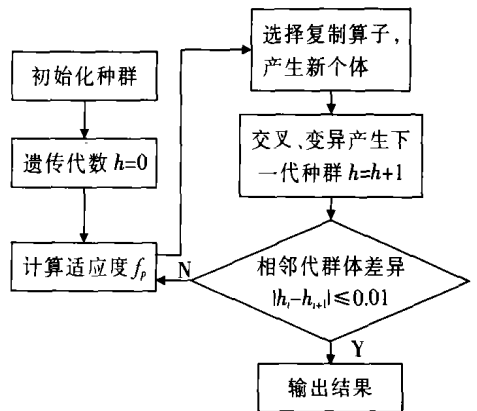 初始化种群
遗传代数 h=0
计算适应度 fp
选择复制算子,
产生新个体
交叉、变异产生下
一代种群 h=h+1
相邻代群体差异
|hi-hi+1|≤0.01
N
Y
输出结果